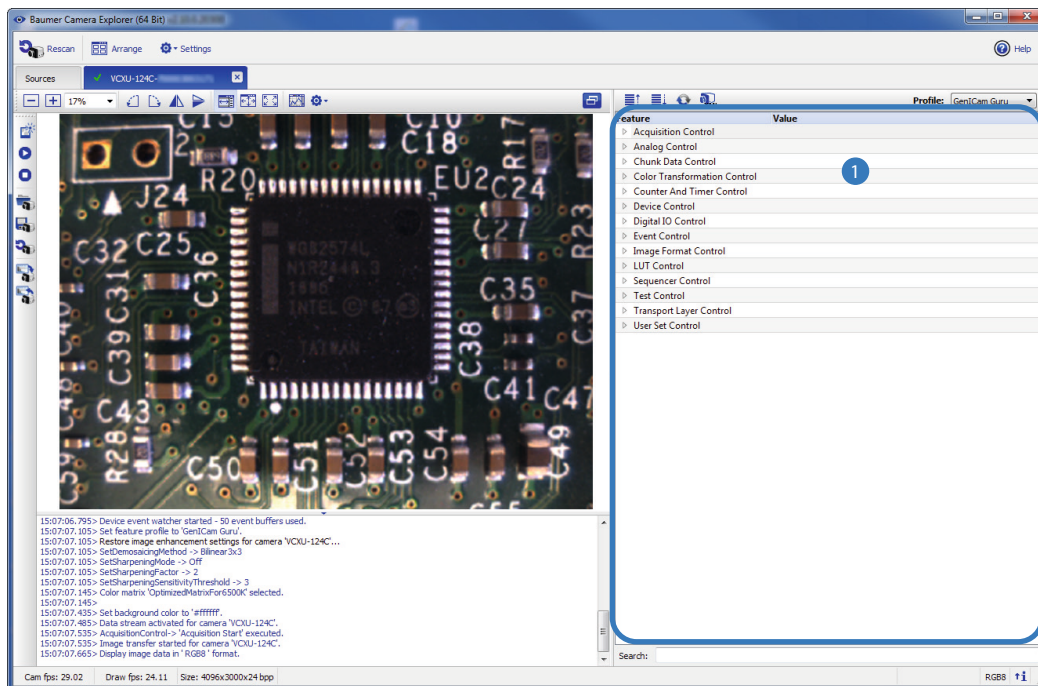 Baumer Camera Explorer (64 Bit)
Rescan Arrange Settings Help
Sources VCXU-124C-
17% Profile: GenICam Guru
Feature Value
Acquisition Control
Analog Control
Chunk Data Control
Color Transformation Control
1
Counter And Timer Control
Device Control
Digital IO Control
Event Control
Image Format Control
LUT Control
Sequencer Control
Test Control
Transport Layer Control
User Set Control
C18
R17
J24
R20
EU2
C24
C32
C25
C27
R23
C36
C31
C35
C37
C39
C38
C41
C43
C47
R28
C50
C51
C52
C53
C54
C49
C59
WG82574L
INTEL ©
TAIWAN
15:07:06.795> Device event watcher started - 50 event buffers used.
15:07:07.105> Set feature profile to 'GenICam Guru'.
15:07:07.105> Restore image enhancement settings for camera 'VCXU-124C'...
15:07:07.105> SetDemosaicingMethod -> Bilinear3x3
15:07:07.105> SetSharpeningMode -> Off
15:07:07.105> SetSharpeningFactor -> 2
15:07:07.105> SetSharpeningSensitivityThreshold -> 3
15:07:07.145> Color matrix 'OptimizedMatrixFor6500K' selected.
15:07:07.145>
15:07:07.435> Set background color to '#ffffff'.
15:07:07.485> Data stream activated for camera 'VCXU-124C'.
15:07:07.535> AcquisitionControl-> 'Acquisition Start' executed.
15:07:07.535> Image transfer started for camera 'VCXU-124C'.
15:07:07.665> Display image data in ' RGB8 ' format.
Search:
Cam fps: 29.02 Draw fps: 24.11 Size: 4096x3000x24 bpp RGB8